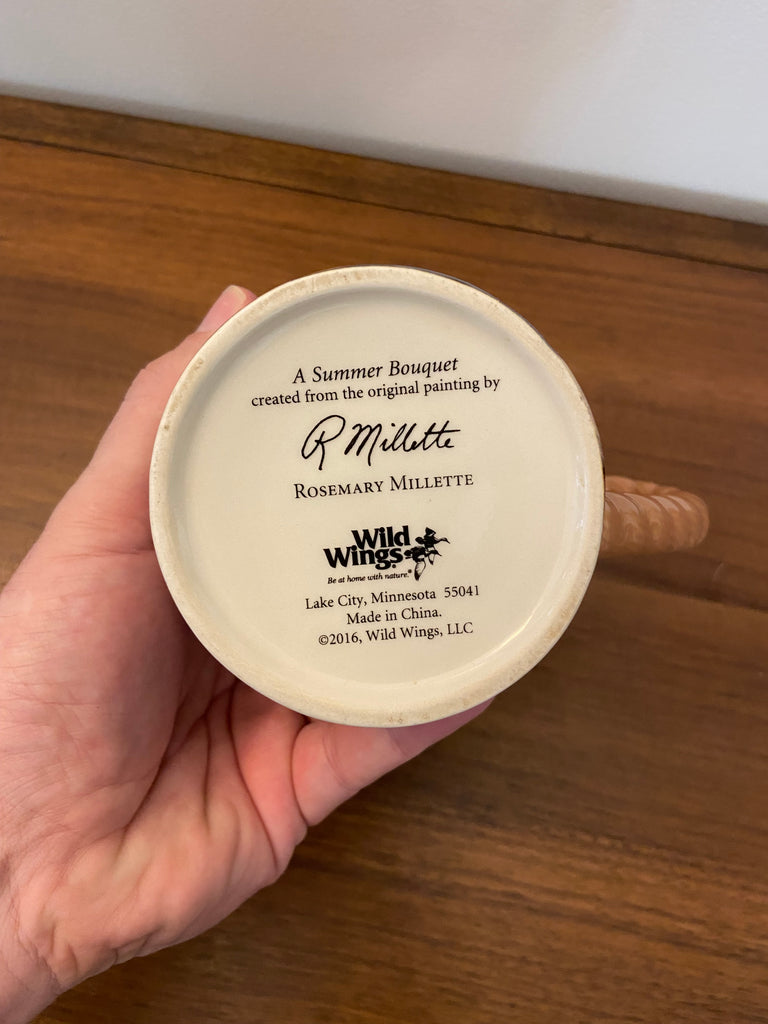 A Summer Bouquet
created from the original painting by
R Millette
ROSEMARY MILLETTE
Wild
Wings®
Be at home with nature.®
Lake City, Minnesota 55041
Made in China.
©2016, Wild Wings, LLC